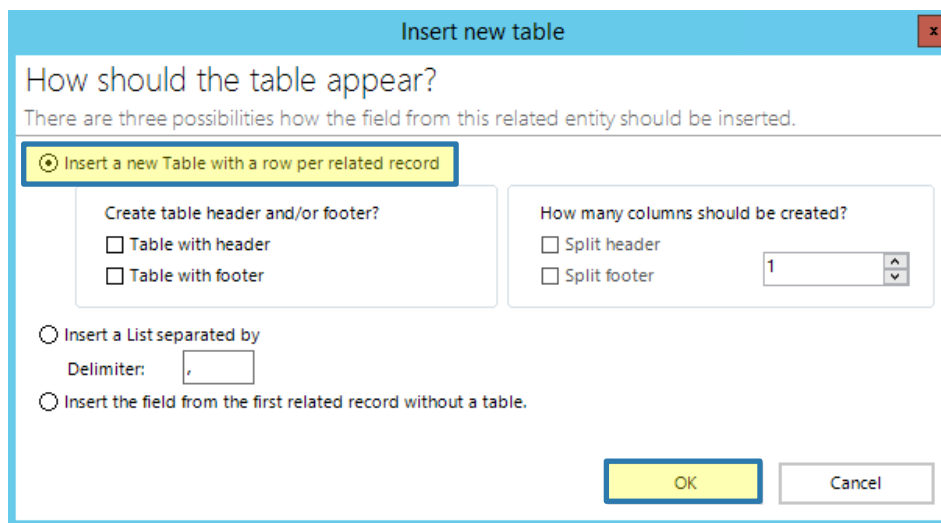 Insert new table
x
How should the table appear?
There are three possibilities how the field from this related entity should be inserted.
Insert a new Table with a row per related record
Create table header and/or footer?
Table with header
Table with footer
How many columns should be created?
Split header
Split footer
1
Insert a List separated by
Delimiter: ,
Insert the field from the first related record without a table.
OK Cancel